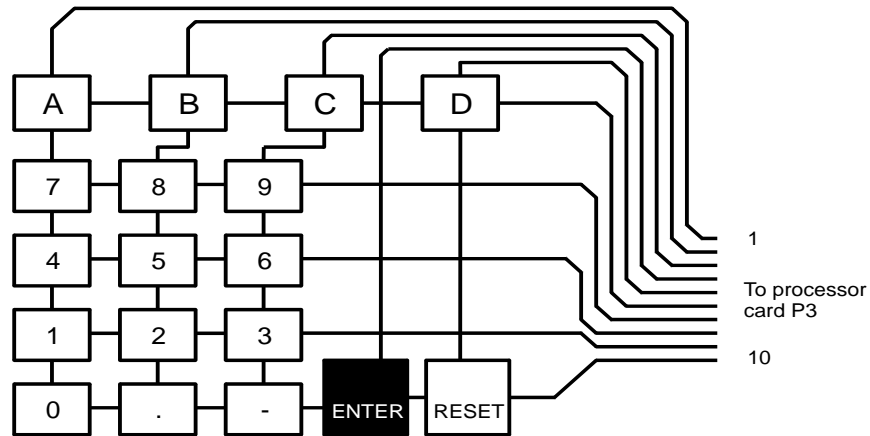 A B C D
7 8 9
4 5 6
1 2 3
0 . - ENTER RESET
1
To processor
card P3
10